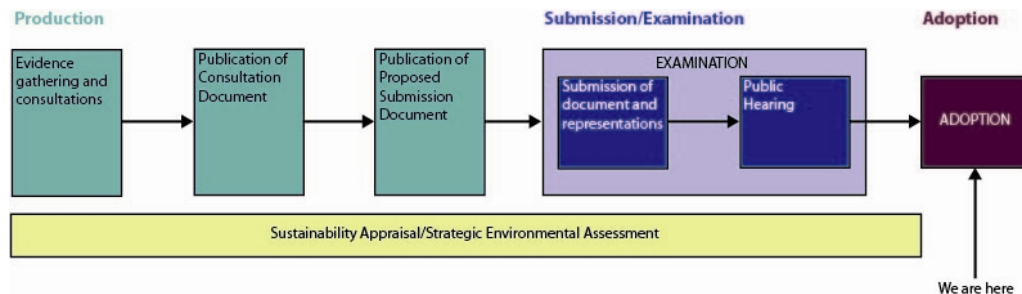 Production
Submission/Examination
Adoption
Evidence
gathering and
consultations
Publication of
Consultation
Document
Publication of
Proposed
Submission
Document
EXAMINATION
Submission of
document and
representations
Public
Hearing
ADOPTION
Sustainability Appraisal/Strategic Environmental Assessment
We are here